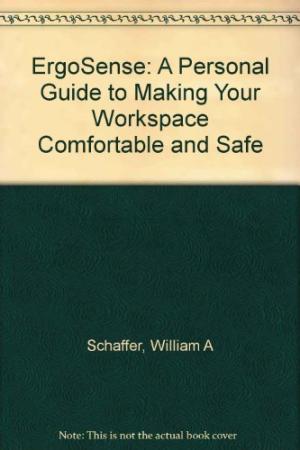 ErgoSense: A Personal
Guide to Making Your
Workspace
Comfortable and Safe
Schaffer, William A
Note: This is not the actual book cover